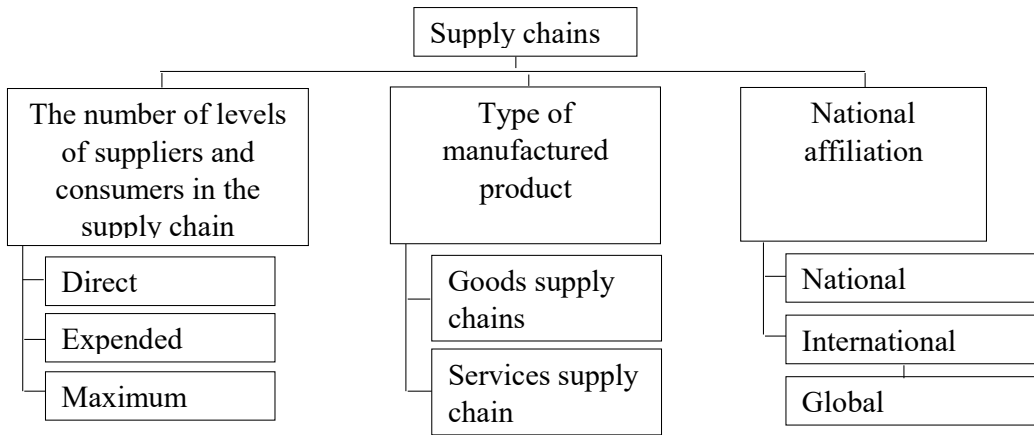 Supply chains
The number of levels
of suppliers and
consumers in the
supply chain
Direct
Expended
Maximum
Type of
manufactured
product
Goods supply
chains
Services supply
chain
National
affiliation
National
International
Global